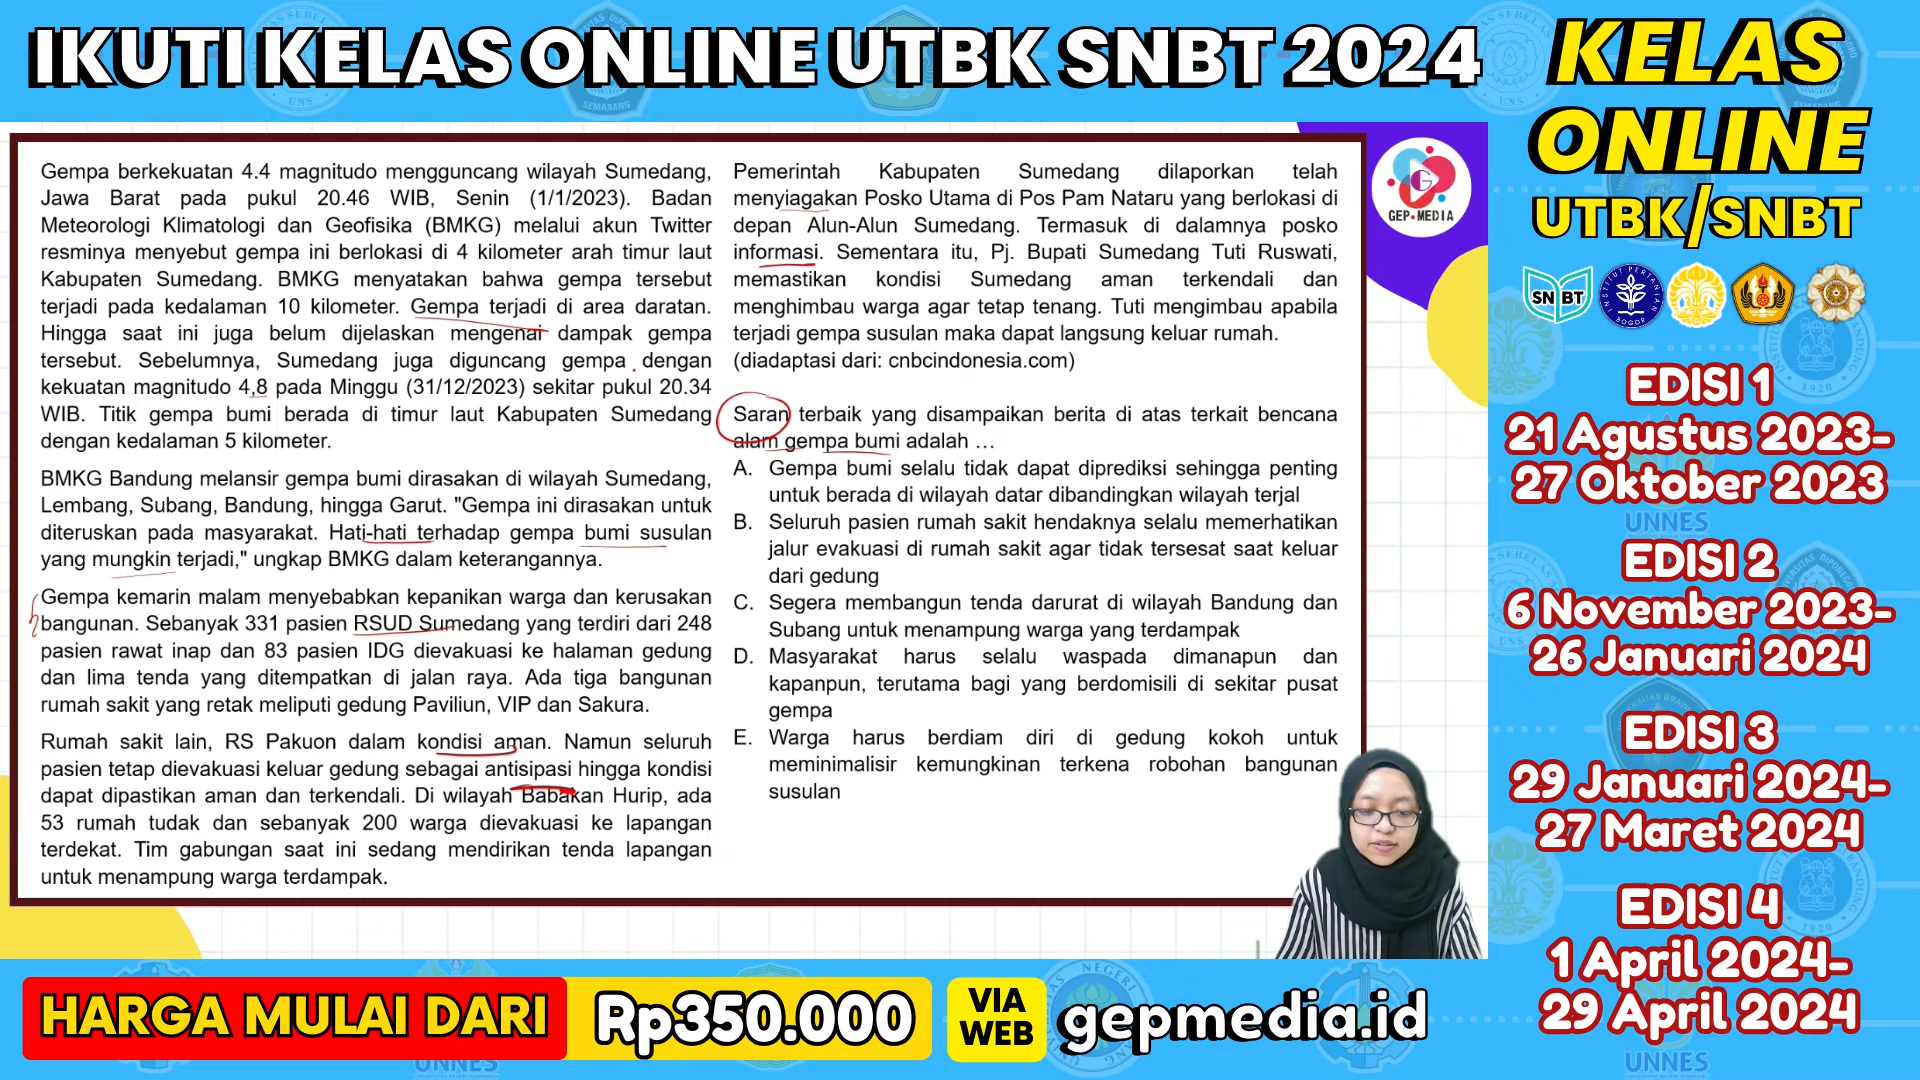 IKUTI KELAS ONLINE UTBK SNBT 2024
KELAS
ONLINE
UTBK/SNBT
Gempa berkekuatan 4.4 magnitudo mengguncang wilayah Sumedang,
Jawa Barat pada pukul 20.46 WIB, Senin (1/1/2023). Badan
Meteorologi Klimatologi dan Geofisika (BMKG) melalui akun Twitter
resminya menyebut gempa ini berlokasi di 4 kilometer arah timur laut
Kabupaten Sumedang. BMKG menyatakan bahwa gempa tersebut
terjadi pada kedalaman 10 kilometer. Gempa terjadi di area daratan.
Hingga saat ini juga belum dijelaskan mengenai dampak gempa
tersebut. Sebelumnya, Sumedang juga diguncang gempa dengan
kekuatan magnitudo 4,8 pada Minggu (31/12/2023) sekitar pukul 20.34
WIB. Titik gempa bumi berada di timur laut Kabupaten Sumedang
dengan kedalaman 5 kilometer.
BMKG Bandung melansir gempa bumi dirasakan di wilayah Sumedang,
Lembang, Subang, Bandung, hingga Garut. "Gempa ini dirasakan untuk
diteruskan pada masyarakat. Hati-hati terhadap gempa bumi susulan
yang mungkin terjadi," ungkap BMKG dalam keterangannya.
Gempa kemarin malam menyebabkan kepanikan warga dan kerusakan
bangunan. Sebanyak 331 pasien RSUD Sumedang yang terdiri dari 248
pasien rawat inap dan 83 pasien IDG dievakuasi ke halaman gedung
dan lima tenda yang ditempatkan di jalan raya. Ada tiga bangunan
rumah sakit yang retak meliputi gedung Paviliun, VIP dan Sakura.
Rumah sakit lain, RS Pakuon dalam kondisi aman. Namun seluruh
pasien tetap dievakuasi keluar gedung sebagai antisipasi hingga kondisi
dapat dipastikan aman dan terkendali. Di wilayah Babakan Hurip, ada
53 rumah tudak dan sebanyak 200 warga dievakuasi ke lapangan
terdekat. Tim gabungan saat ini sedang mendirikan tenda lapangan
untuk menampung warga terdampak.
Pemerintah Kabupaten Sumedang dilaporkan telah
menyiagakan Posko Utama di Pos Pam Nataru yang berlokasi di
depan Alun-Alun Sumedang. Termasuk di dalamnya posko
informasi. Sementara itu, Pj. Bupati Sumedang Tuti Ruswati,
memastikan kondisi Sumedang aman terkendali dan
menghimbau warga agar tetap tenang. Tuti mengimbau apabila
terjadi gempa susulan maka dapat langsung keluar rumah.
(diadaptasi dari: cnbcindonesia.com)
Saran terbaik yang disampaikan berita di atas terkait bencana
alam gempa bumi adalah …
A. Gempa bumi selalu tidak dapat diprediksi sehingga penting
untuk berada di wilayah datar dibandingkan wilayah terjal
B. Seluruh pasien rumah sakit hendaknya selalu memerhatikan
jalur evakuasi di rumah sakit agar tidak tersesat saat keluar
dari gedung
C. Segera membangun tenda darurat di wilayah Bandung dan
Subang untuk menampung warga yang terdampak
D. Masyarakat harus selalu waspada dimanapun dan
kapanpun, terutama bagi yang berdomisili di sekitar pusat
gempa
E. Warga harus berdiam diri di gedung kokoh untuk
meminimalisir kemungkinan terkena robohan bangunan
susulan
G
GEP MEDIA
SNBT
INSTITUT PERTANIAN
BOGOR
EDISI 1
21 Agustus 2023-
27 Oktober 2023
UNNES
EDISI 2
6 November 2023-
26 Januari 2024
EDISI 3
29 Januari 2024-
27 Maret 2024
EDISI 4
1 April 2024-
29 April 2024
UNNES
HARGA MULAI DARI
Rp350.000
VIA
WEB
gepmedia.id
UNNES
UNS
SEMARANG